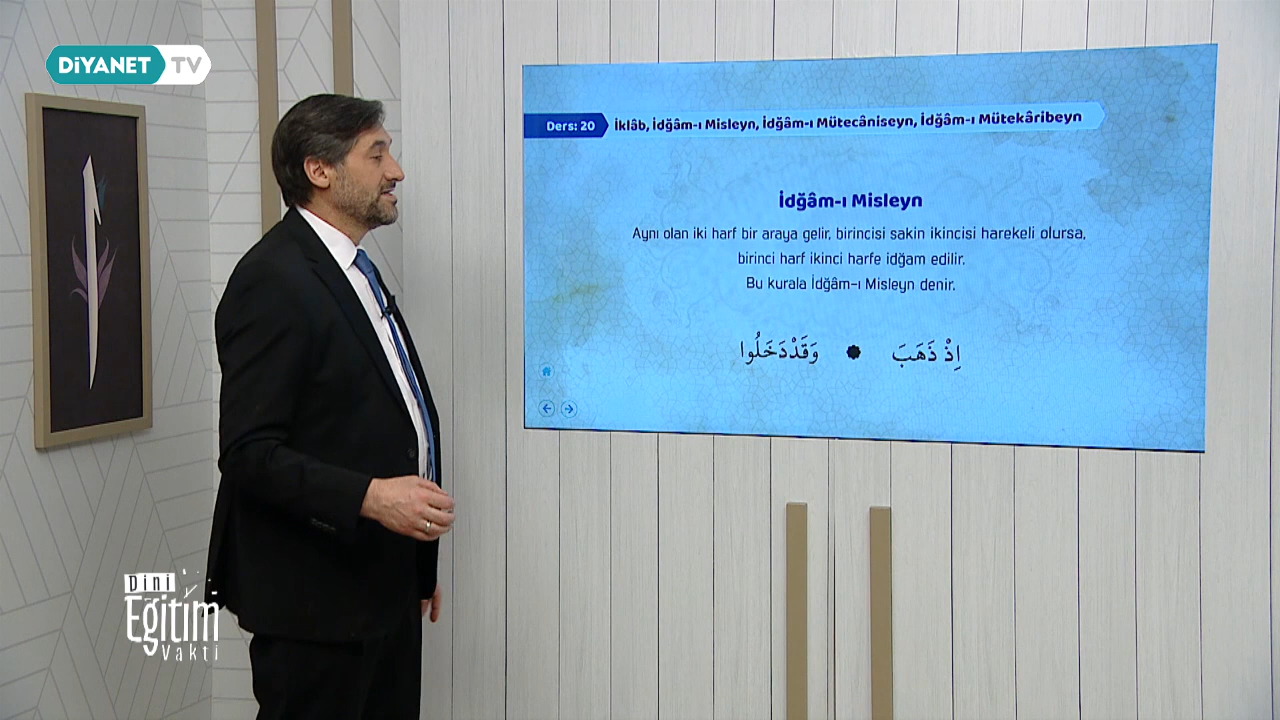 DİYANET TV
Ders: 20
İklâb, İdğâm-ı Misleyn, İdğâm-ı Mütecâniseyn, İdğâm-ı Mütekâribeyn
İdğâm-ı Misleyn
Aynı olan iki harf bir araya gelir, birincisi sakin ikincisi harekeli olursa,
birinci harf ikinci harfe idğam edilir.
Bu kurala İdğâm-ı Misleyn denir.
اِذْ ذَهَبَ ● وَقَدْدَخَلُوا
Dini
Eğitim
Vakti